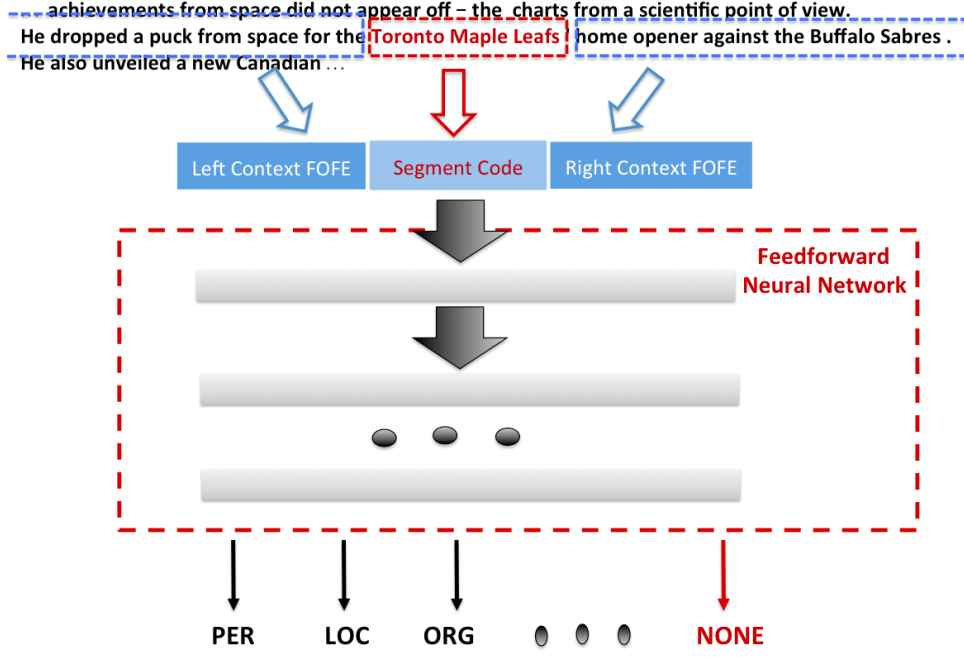 achievements from space did not appear off – the charts from a scientific point of view.
He dropped a puck from space for the Toronto Maple Leafs ' home opener against the Buffalo Sabres .
He also unveiled a new Canadian ...
Left Context FOFE Segment Code Right Context FOFE
Feedforward
Neural Network
PER LOC ORG NONE